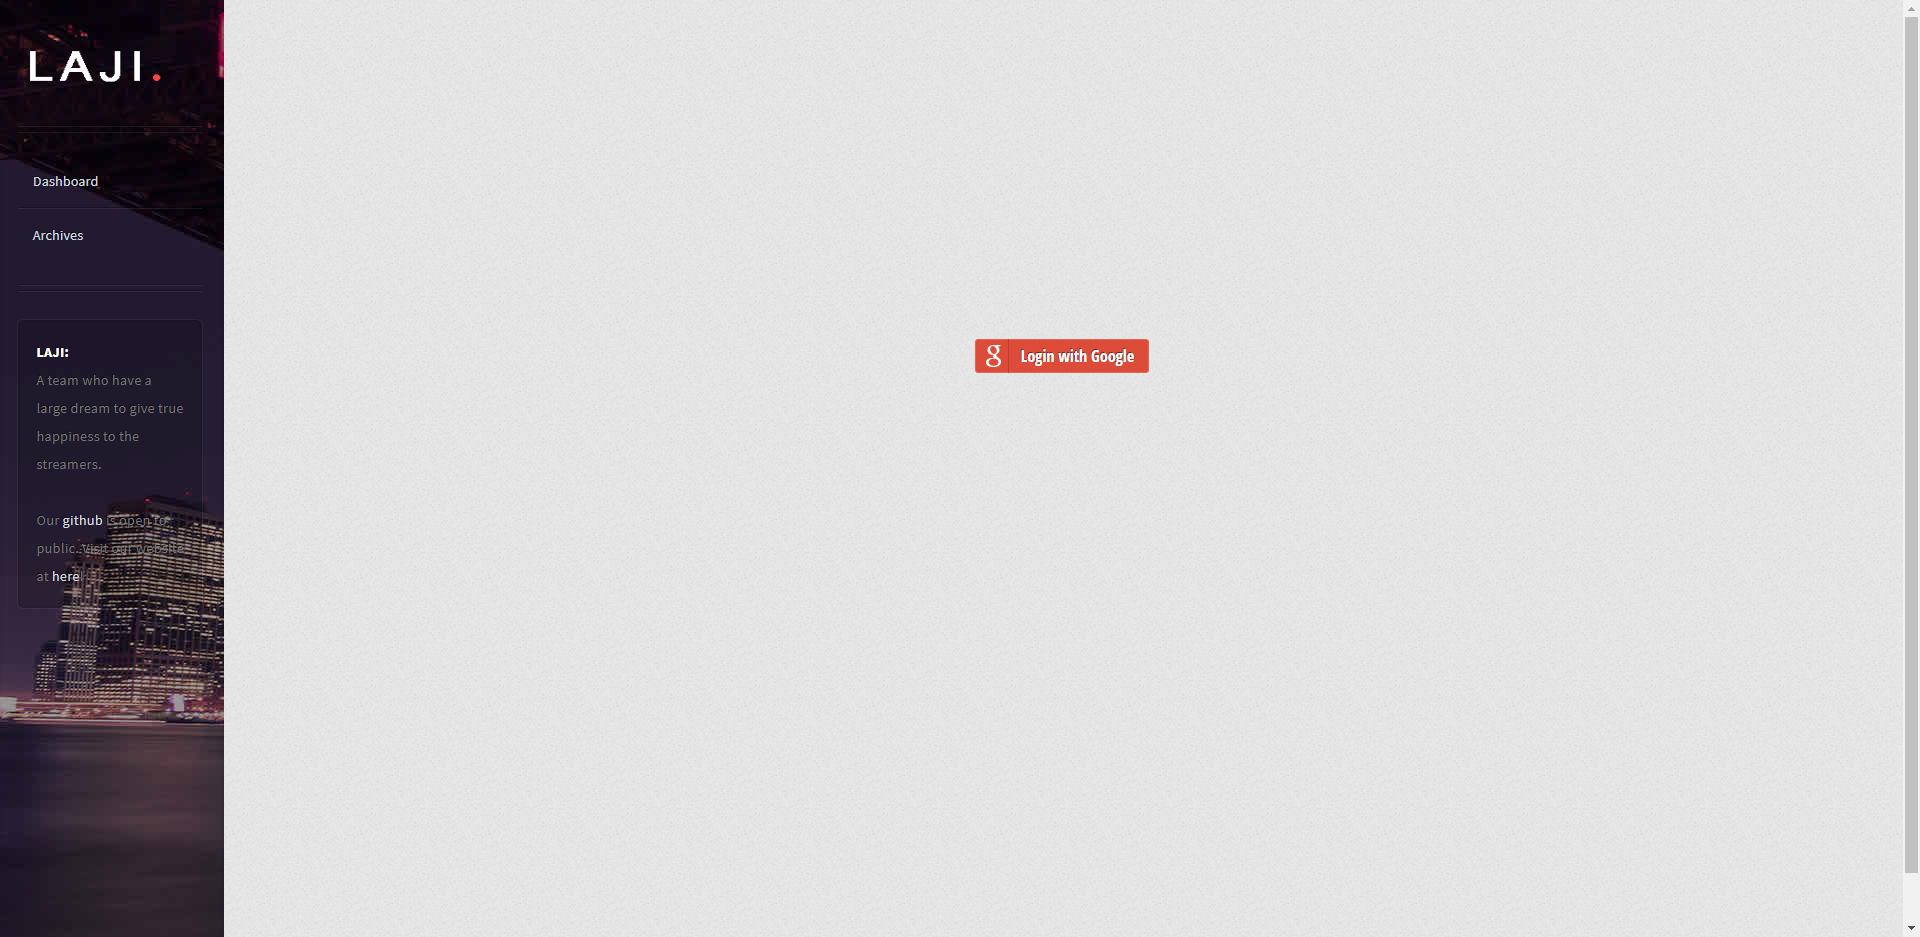 LAJI.
Dashboard
Archives
LAJI:
A team who have a
large dream to give true
happiness to the
streamers.
Our github is open to
public. Visit our website
at here
Login with Google